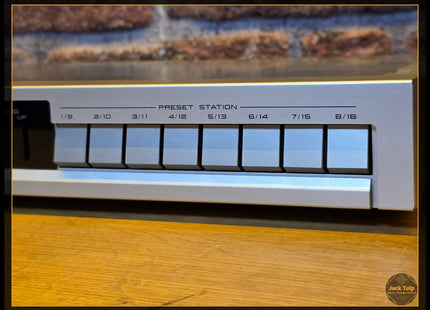 PRESET STATION
1/9 2/10 3/11 4/12 5/13 6/14 7/15 8/16
Jack Tulp